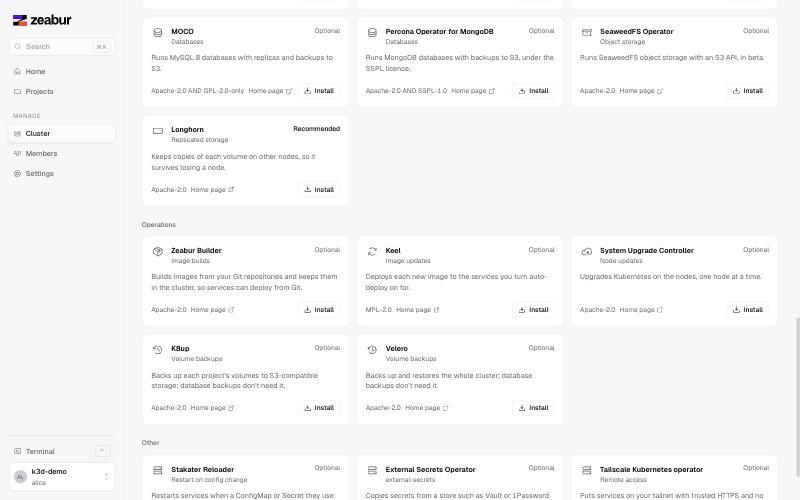 zeabur
Search
⌘K
Home
Projects
MANAGE
Cluster
Members
Settings
Terminal
AL
k3d-demo
alice
MOCO
Optional
Databases
Runs MySQL 8 databases with replicas and backups to
S3.
Apache-2.0 AND GPL-2.0-only Home page Install
Percona Operator for MongoDB
Optional
Databases
Runs MongoDB databases with backups to S3, under the
SSPL licence.
Apache-2.0 AND SSPL-1.0 Home page Install
SeaweedFS Operator
Optional
Object storage
Runs SeaweedFS object storage with an S3 API, in beta.
Apache-2.0 Home page Install
Longhorn
Recommended
Replicated storage
Keeps copies of each volume on other nodes, so it
survives losing a node.
Apache-2.0 Home page Install
Operations
Zeabur Builder
Optional
Image builds
Builds images from your Git repositories and keeps them
in the cluster, so services can deploy from Git.
Apache-2.0 Home page Install
Keel
Optional
Image updates
Deploys each new image to the services you turn auto-
deploy on for.
MPL-2.0 Home page Install
System Upgrade Controller
Optional
Node updates
Upgrades Kubernetes on the nodes, one node at a time.
Apache-2.0 Home page Install
K8up
Optional
Volume backups
Backs up each project's volumes to S3-compatible
storage; database backups don't need it.
Apache-2.0 Home page Install
Velero
Optional
Volume backups
Backs up and restores the whole cluster; database
backups don't need it.
Apache-2.0 Home page Install
Other
Stakater Reloader
Optional
Restart on config change
Restarts services when a ConfigMap or Secret they use
External Secrets Operator
Optional
external-secrets
Copies secrets from a store such as Vault or 1Password
Tailscale Kubernetes operator
Optional
Remote access
Puts services on your tailnet with trusted HTTPS and no